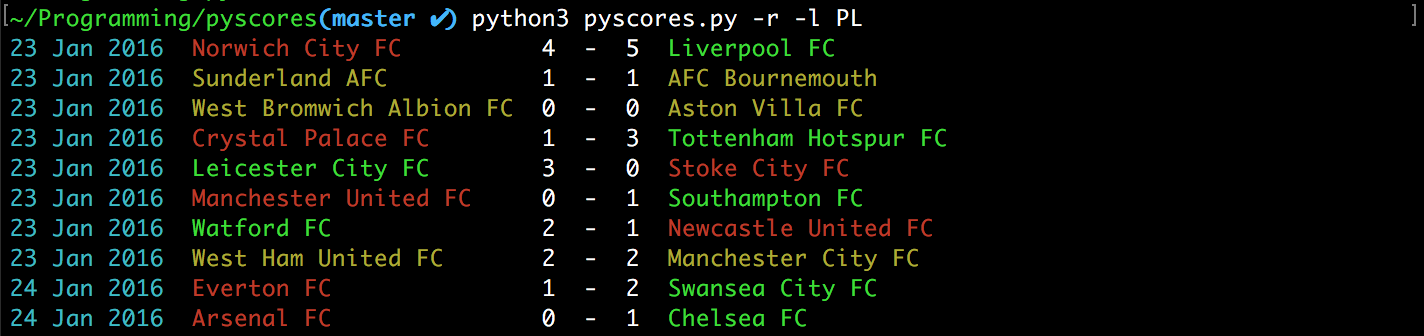 [~/Programming/pyscores(master ✔) python3 pyscores.py -r -l PL ]
23 Jan 2016 Norwich City FC 4 - 5 Liverpool FC
23 Jan 2016 Sunderland AFC 1 - 1 AFC Bournemouth
23 Jan 2016 West Bromwich Albion FC 0 - 0 Aston Villa FC
23 Jan 2016 Crystal Palace FC 1 - 3 Tottenham Hotspur FC
23 Jan 2016 Leicester City FC 3 - 0 Stoke City FC
23 Jan 2016 Manchester United FC 0 - 1 Southampton FC
23 Jan 2016 Watford FC 2 - 1 Newcastle United FC
23 Jan 2016 West Ham United FC 2 - 2 Manchester City FC
24 Jan 2016 Everton FC 1 - 2 Swansea City FC
24 Jan 2016 Arsenal FC 0 - 1 Chelsea FC